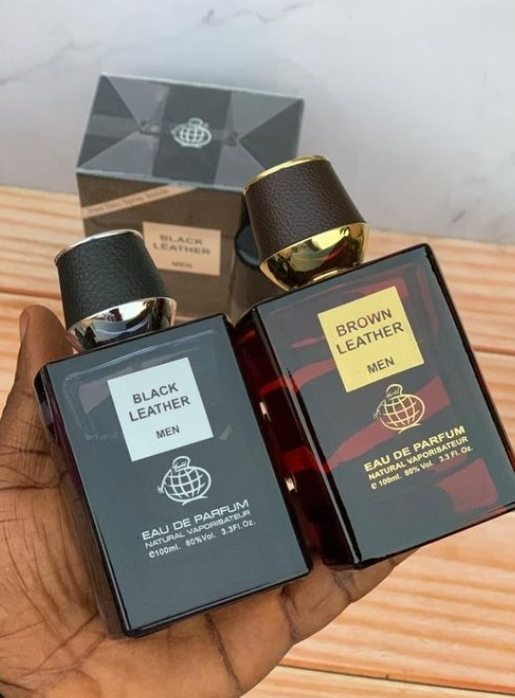 BLACK
LEATHER
MEN
BLACK
LEATHER
MEN
EAU DE PARFUM
NATURAL VAPORISATEUR
℮100ml. 80%Vol. 3.3Fl.Oz.
BROWN
LEATHER
MEN
EAU DE PARFUM
NATURAL VAPORISATEUR
℮ 100ml. 80% Vol. 3.3 Fl. Oz.